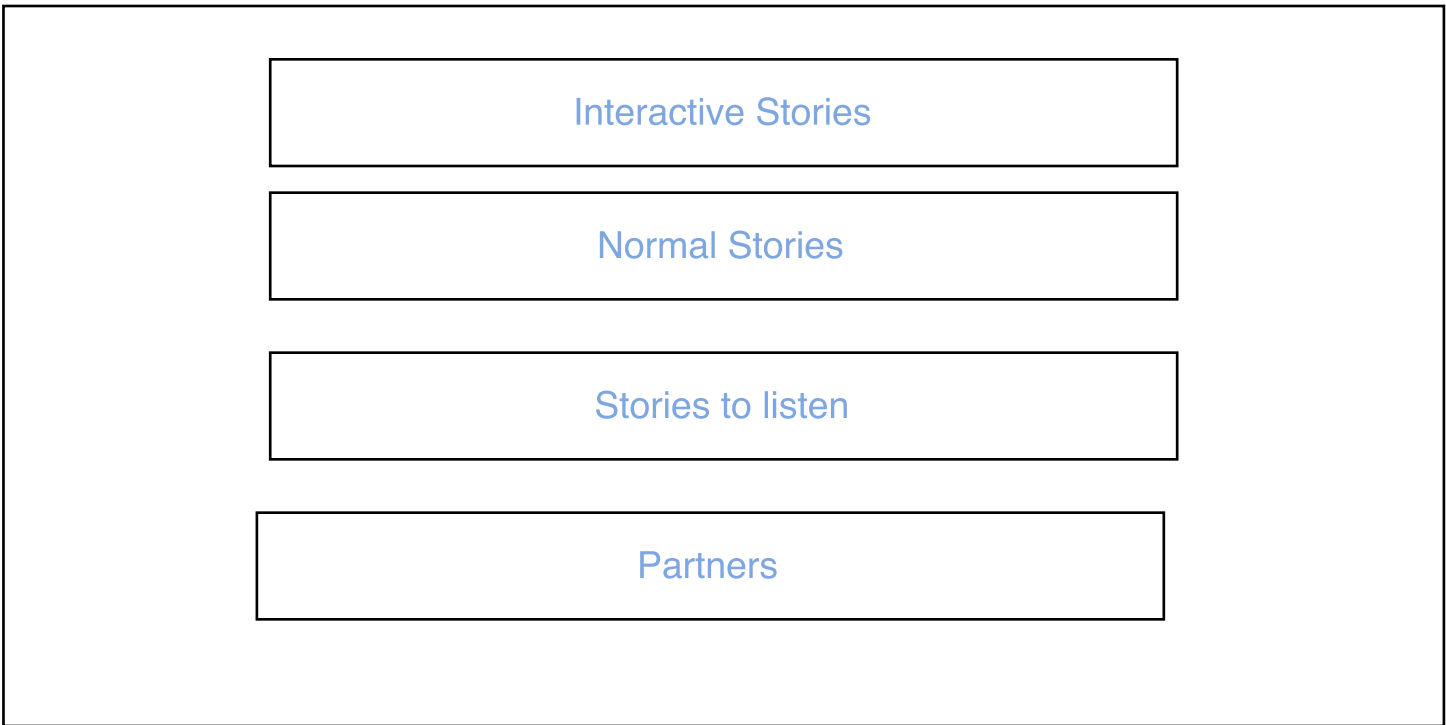 Interactive Stories
Normal Stories
Stories to listen
Partners